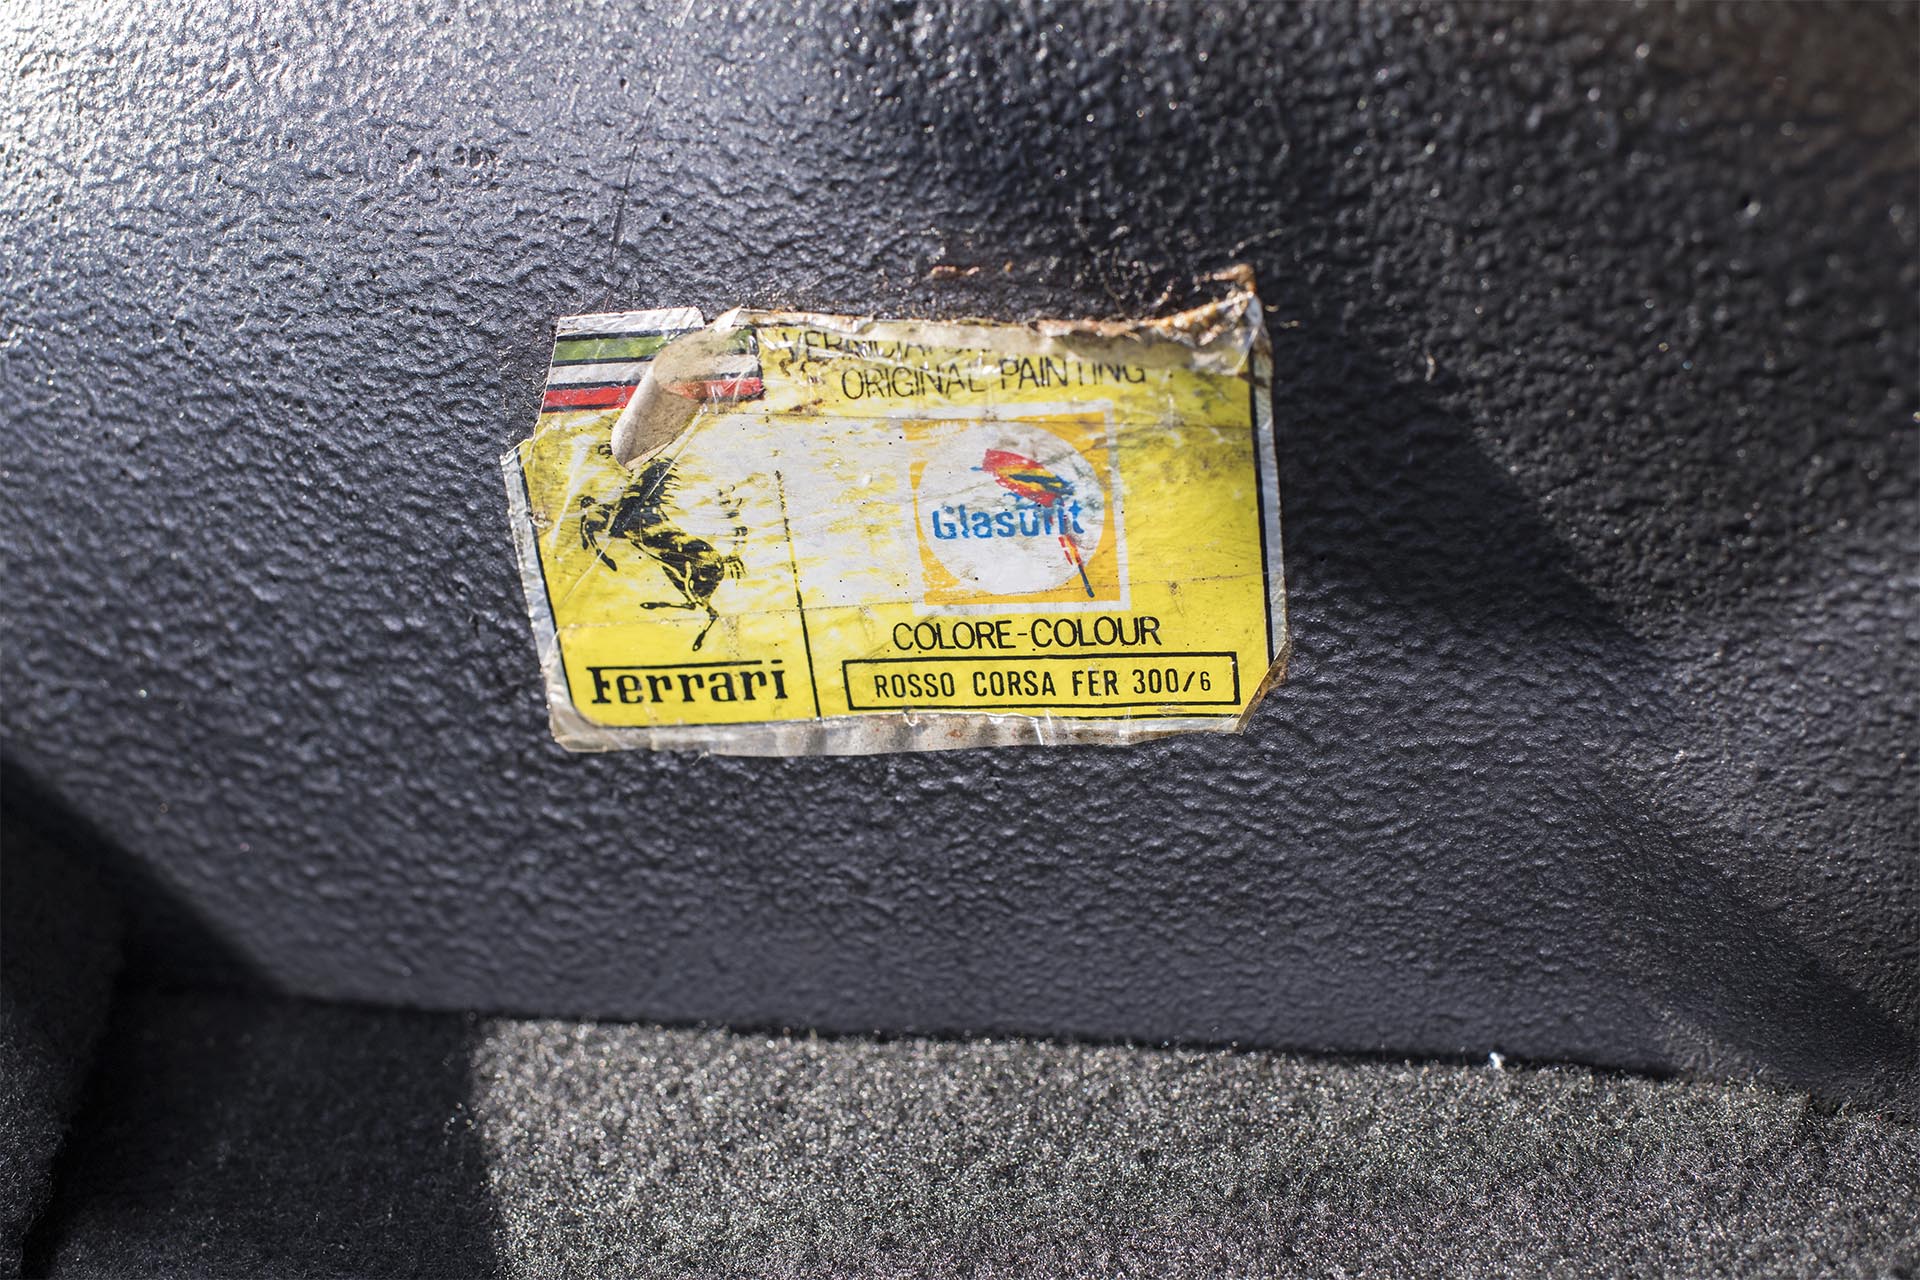 ORIGINAL PAINTING
Glasurit
COLORE-COLOUR
Ferrari
ROSSO CORSA FER 300/6